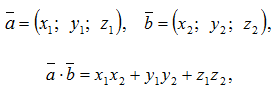 a̅ = (x₁; y₁; z₁), b̅ = (x₂; y₂; z₂),
a̅ · b̅ = x₁x₂ + y₁y₂ + z₁z₂,